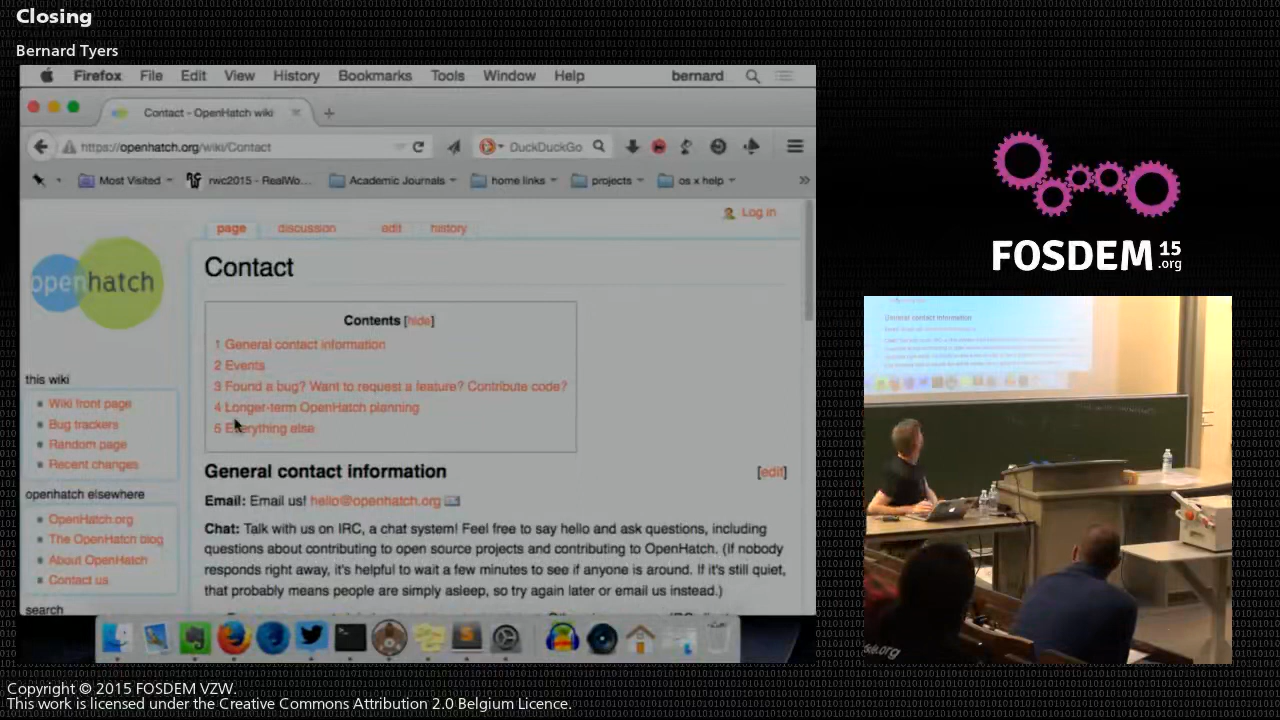 Closing
Bernard Tyers
Firefox File Edit View History Bookmarks Tools Window Help bernard
Contact - OpenHatch wiki
https://openhatch.org/wiki/Contact DuckDuckGo
Most Visited rwc2015 - RealWo... Academic Journals home links projects os x help
Log in
page discussion edit history
openhatch
Contact
Contents [hide]
1 General contact information
2 Events
3 Found a bug? Want to request a feature? Contribute code?
4 Longer-term OpenHatch planning
5 Everything else
this wiki
Wiki front page
Bug trackers
Random page
Recent changes
openhatch elsewhere
OpenHatch.org
The OpenHatch blog
About OpenHatch
Contact us
search
General contact information [edit]
Email: Email us! hello@openhatch.org
Chat: Talk with us on IRC, a chat system! Feel free to say hello and ask questions, including
questions about contributing to open source projects and contributing to OpenHatch. (If nobody
responds right away, it's helpful to wait a few minutes to see if anyone is around. If it's still quiet,
that probably means people are simply asleep, so try again later or email us instead.)
FOSDEM 15
.org
General contact information
Copyright © 2015 FOSDEM VZW.
This work is licensed under the Creative Commons Attribution 2.0 Belgium Licence.